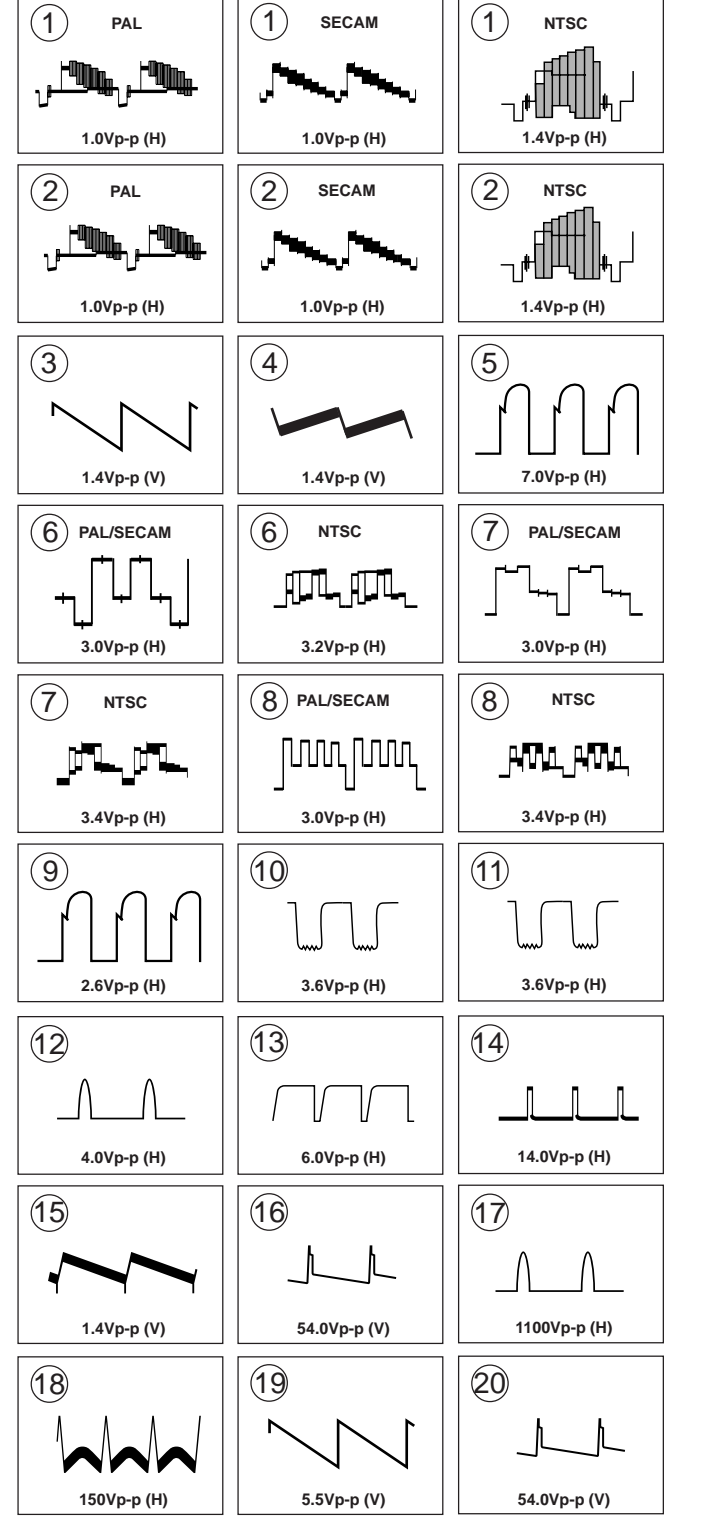 1 PAL
1.0Vp-p (H)
1 SECAM
1.0Vp-p (H)
1 NTSC
1.4Vp-p (H)
2 PAL
1.0Vp-p (H)
2 SECAM
1.0Vp-p (H)
2 NTSC
1.4Vp-p (H)
3
1.4Vp-p (V)
4
1.4Vp-p (V)
5
7.0Vp-p (H)
6 PAL/SECAM
3.0Vp-p (H)
6 NTSC
3.2Vp-p (H)
7 PAL/SECAM
3.0Vp-p (H)
7 NTSC
3.4Vp-p (H)
8 PAL/SECAM
3.0Vp-p (H)
8 NTSC
3.4Vp-p (H)
9
2.6Vp-p (H)
10
3.6Vp-p (H)
11
3.6Vp-p (H)
12
4.0Vp-p (H)
13
6.0Vp-p (H)
14
14.0Vp-p (H)
15
1.4Vp-p (V)
16
54.0Vp-p (V)
17
1100Vp-p (H)
18
150Vp-p (H)
19
5.5Vp-p (V)
20
54.0Vp-p (V)